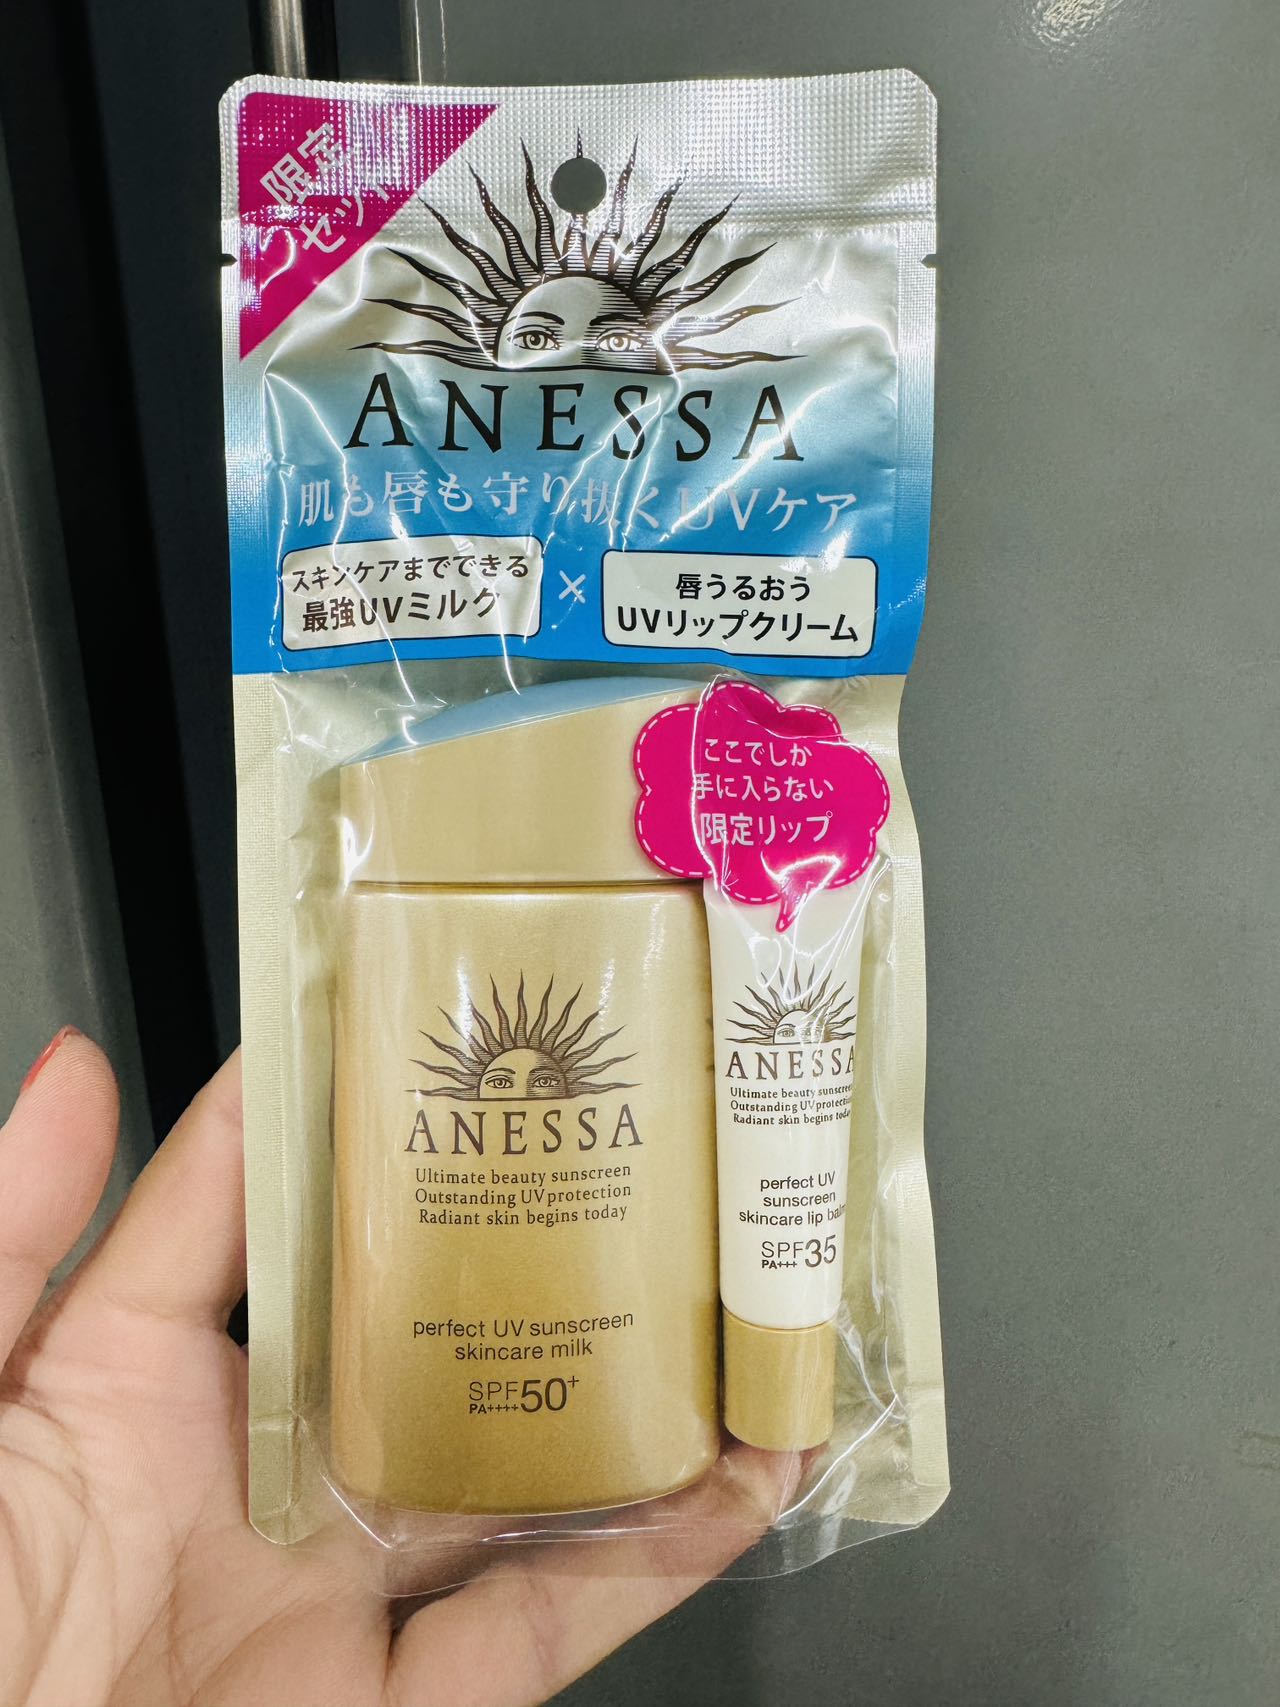 限定
セット
ANESSA
肌も唇も守り抜くUVケア
スキンケアまでできる
最強UVミルク
×
唇うるおう
UVリップクリーム
ここでしか
手に入らない
限定リップ
ANESSA
Ultimate beauty sunscreen
Outstanding UV protection
Radiant skin begins today
perfect UV sunscreen
skincare milk
SPF50+
PA++++
ANESSA
Ultimate beauty sunscreen
Outstanding UV protection
Radiant skin begins today
perfect UV
sunscreen
skincare lip balm
SPF35
PA+++